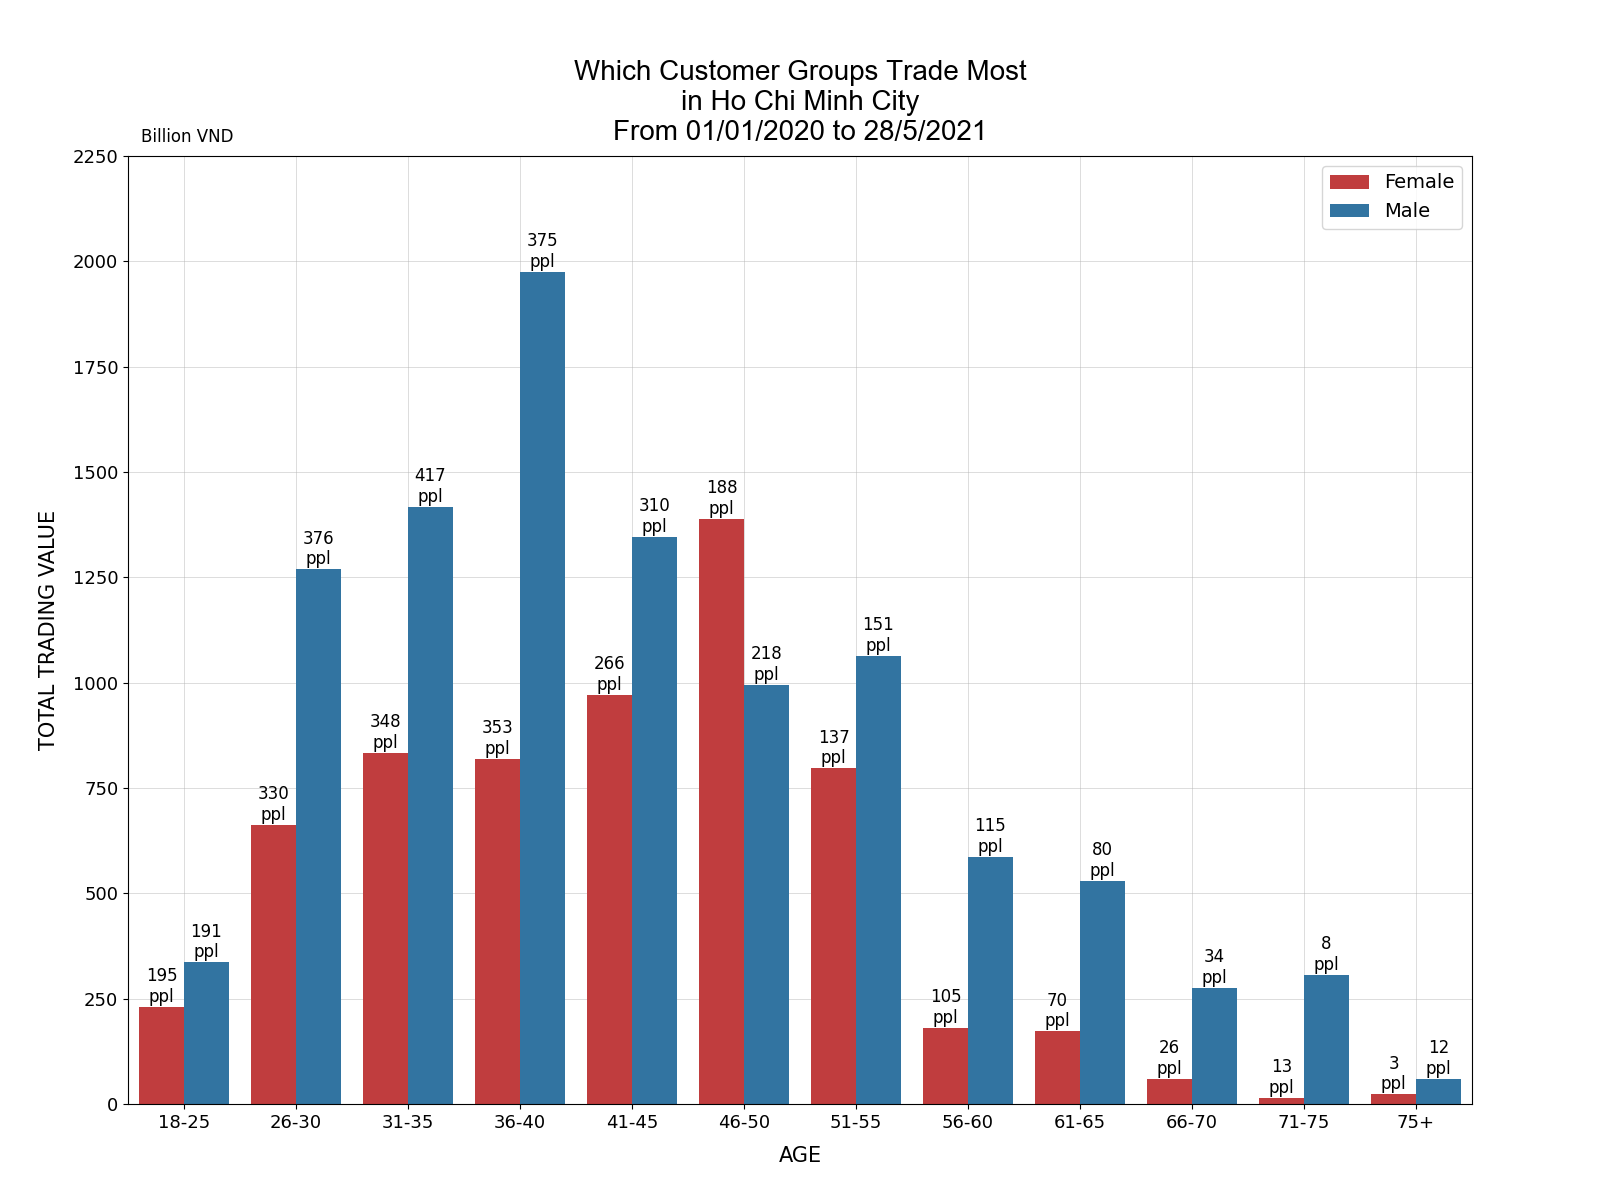 Which Customer Groups Trade Most
in Ho Chi Minh City
From 01/01/2020 to 28/5/2021
Billion VND
Female
Male
TOTAL TRADING VALUE
2250
2000
1750
1500
1250
1000
750
500
250
0
195
ppl
191
ppl
330
ppl
376
ppl
348
ppl
417
ppl
353
ppl
375
ppl
266
ppl
310
ppl
188
ppl
218
ppl
137
ppl
151
ppl
105
ppl
115
ppl
70
ppl
80
ppl
26
ppl
34
ppl
13
ppl
8
ppl
3
ppl
12
ppl
18-25 26-30 31-35 36-40 41-45 46-50 51-55 56-60 61-65 66-70 71-75 75+
AGE